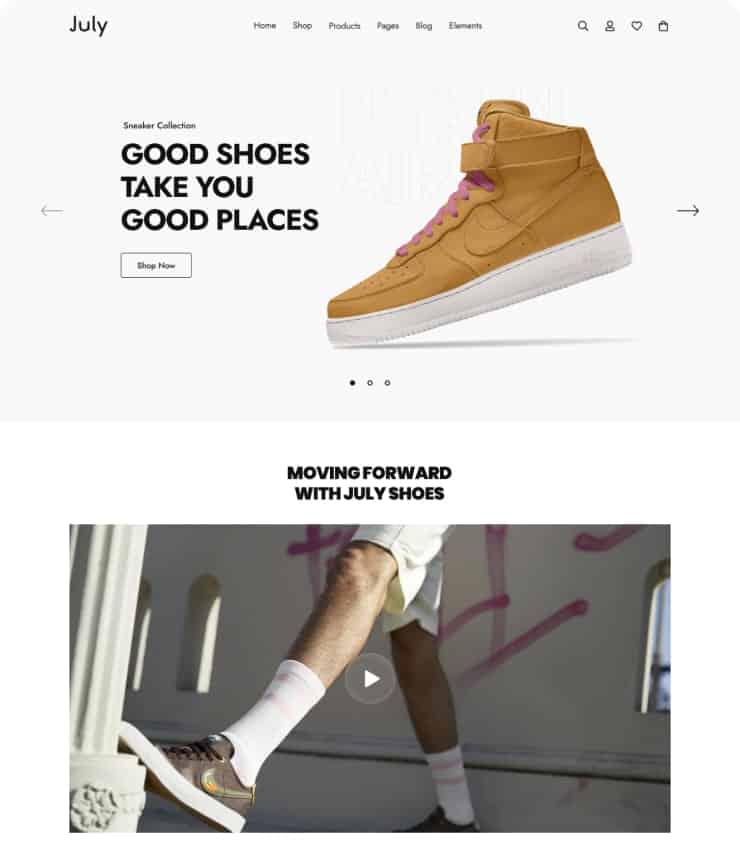 July
Home Shop Products Pages Blog Elements
Sneaker Collection
GOOD SHOES
TAKE YOU
GOOD PLACES
Shop Now
MOVING FORWARD
WITH JULY SHOES